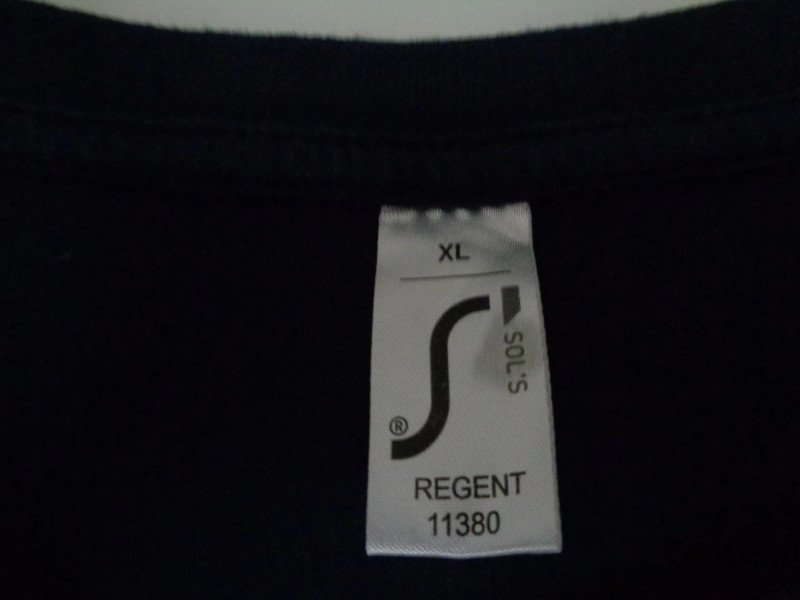 XL
SOL'S
®
REGENT
11380